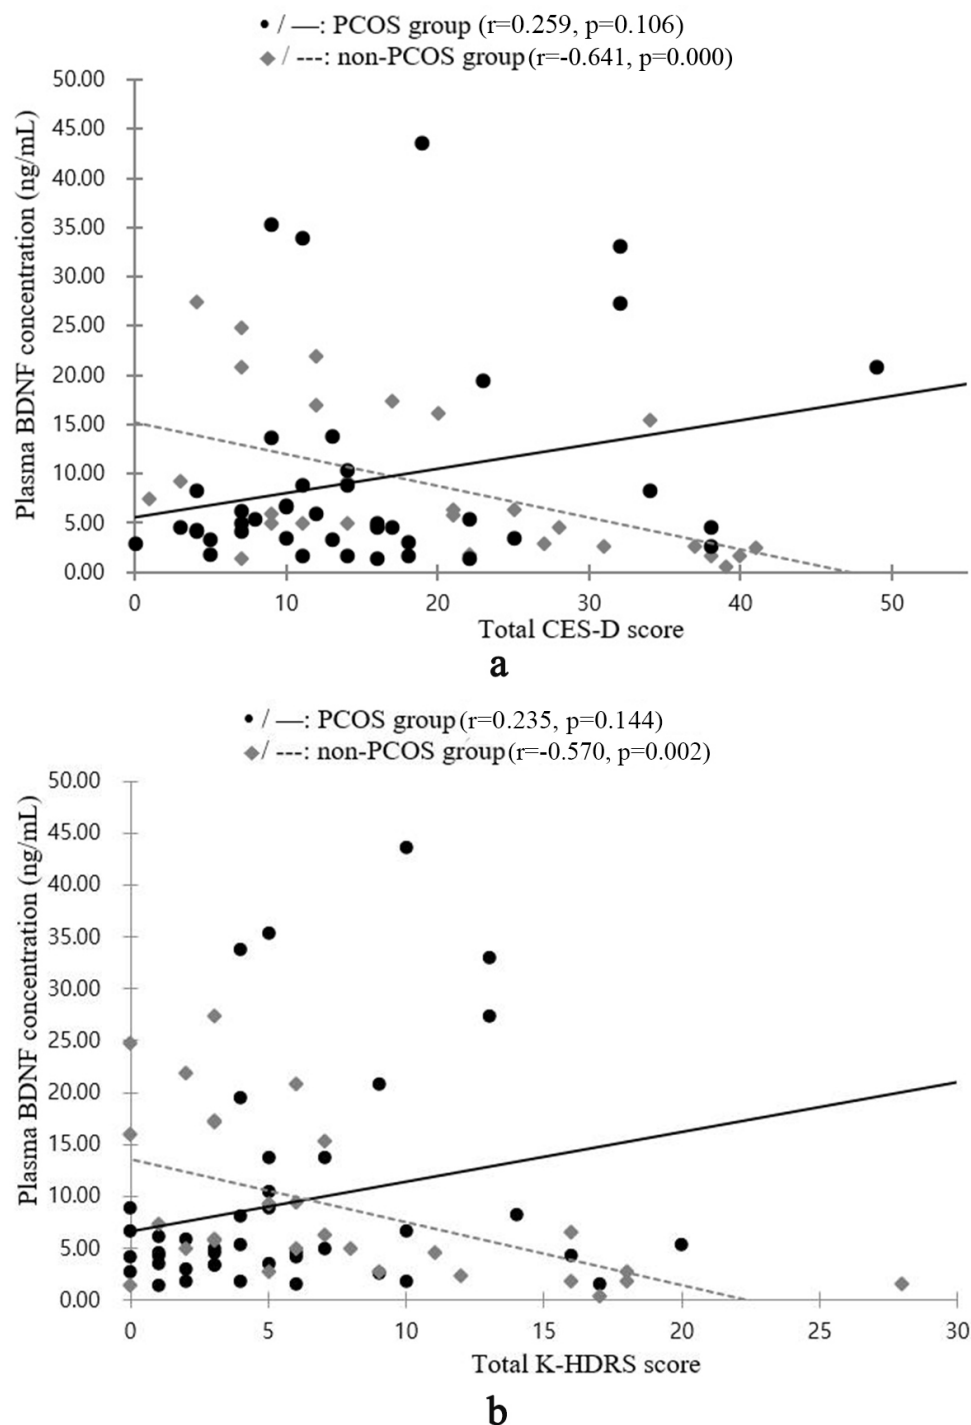 • / —: PCOS group (r=0.259, p=0.106)
◆ / ---: non-PCOS group (r=-0.641, p=0.000)
Plasma BDNF concentration (ng/mL)
50.00
45.00
40.00
35.00
30.00
25.00
20.00
15.00
10.00
5.00
0.00
0 10 20 30 40 50
Total CES-D score
a
• / —: PCOS group (r=0.235, p=0.144)
◆ / ---: non-PCOS group (r=-0.570, p=0.002)
Plasma BDNF concentration (ng/mL)
50.00
45.00
40.00
35.00
30.00
25.00
20.00
15.00
10.00
5.00
0.00
0 5 10 15 20 25 30
Total K-HDRS score
b